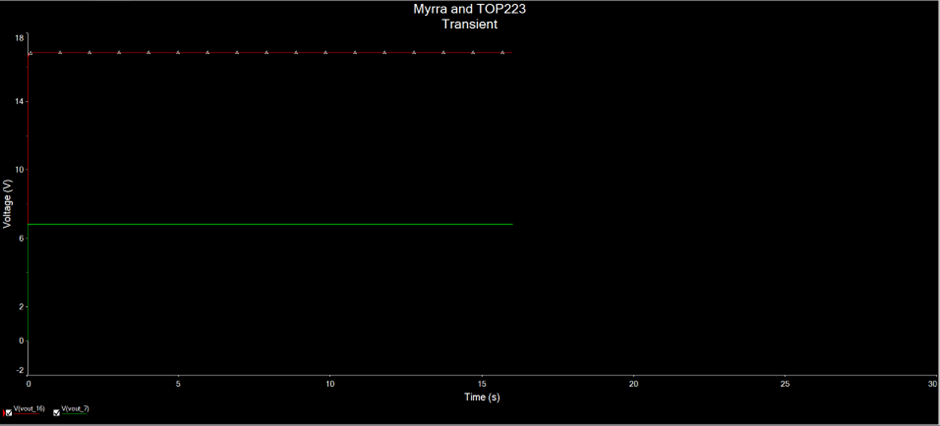 Myrra and TOP223
Transient
18
14
10
6
2
0
-2
Voltage (V)
0 5 10 15 20 25 30
Time (s)
V(vout_16) V(vout_7)